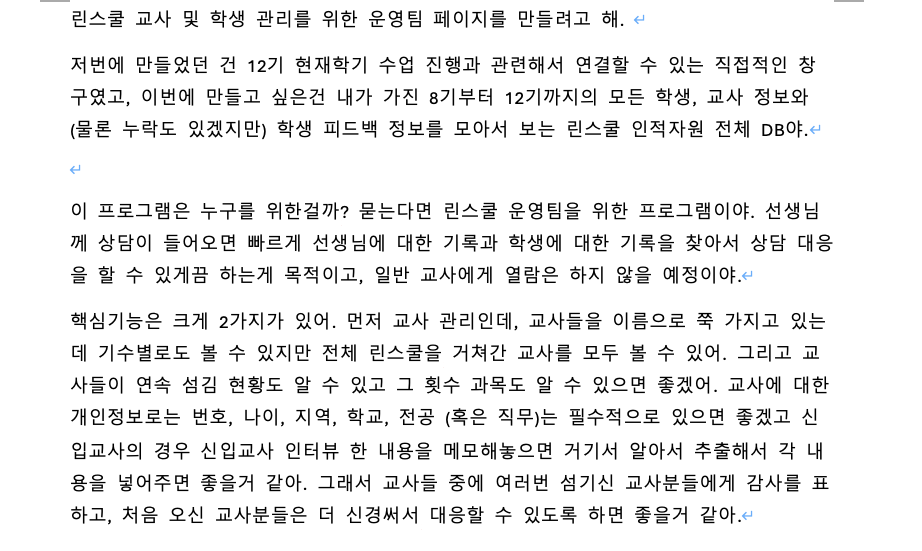 린스쿨 교사 및 학생 관리를 위한 운영팀 페이지를 만들려고 해.
저번에 만들었던 건 12기 현재학기 수업 진행과 관련해서 연결할 수 있는 직접적인 창
구였고, 이번에 만들고 싶은건 내가 가진 8기부터 12기까지의 모든 학생, 교사 정보와
(물론 누락도 있겠지만) 학생 피드백 정보를 모아서 보는 린스쿨 인적자원 전체 DB야.
이 프로그램은 누구를 위한걸까? 묻는다면 린스쿨 운영팀을 위한 프로그램이야. 선생님
께 상담이 들어오면 빠르게 선생님에 대한 기록과 학생에 대한 기록을 찾아서 상담 대응
을 할 수 있게끔 하는게 목적이고, 일반 교사에게 열람은 하지 않을 예정이야.
핵심기능은 크게 2가지가 있어. 먼저 교사 관리인데, 교사들을 이름으로 쭉 가지고 있는
데 기수별로도 볼 수 있지만 전체 린스쿨을 거쳐간 교사를 모두 볼 수 있어. 그리고 교
사들이 연속 섬김 현황도 알 수 있고 그 횟수 과목도 알 수 있으면 좋겠어. 교사에 대한
개인정보로는 번호, 나이, 지역, 학교, 전공 (혹은 직무)는 필수적으로 있으면 좋겠고 신
입교사의 경우 신입교사 인터뷰 한 내용을 메모해놓으면 거기서 알아서 추출해서 각 내
용을 넣어주면 좋을거 같아. 그래서 교사들 중에 여러번 섬기신 교사분들에게 감사를 표
하고, 처음 오신 교사분들은 더 신경써서 대응할 수 있도록 하면 좋을거 같아.